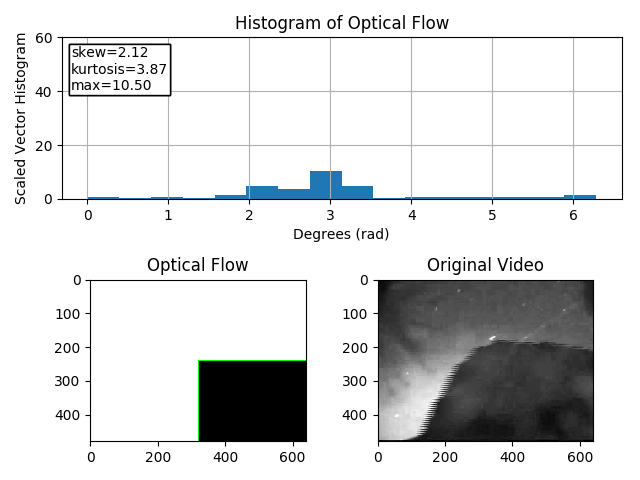 Histogram of Optical Flow
Scaled Vector Histogram
60
40
20
0
skew=2.12
kurtosis=3.87
max=10.50
0 1 2 3 4 5 6
Degrees (rad)
Optical Flow
0
100
200
300
400
0 200 400 600
Original Video
0
100
200
300
400
0 200 400 600